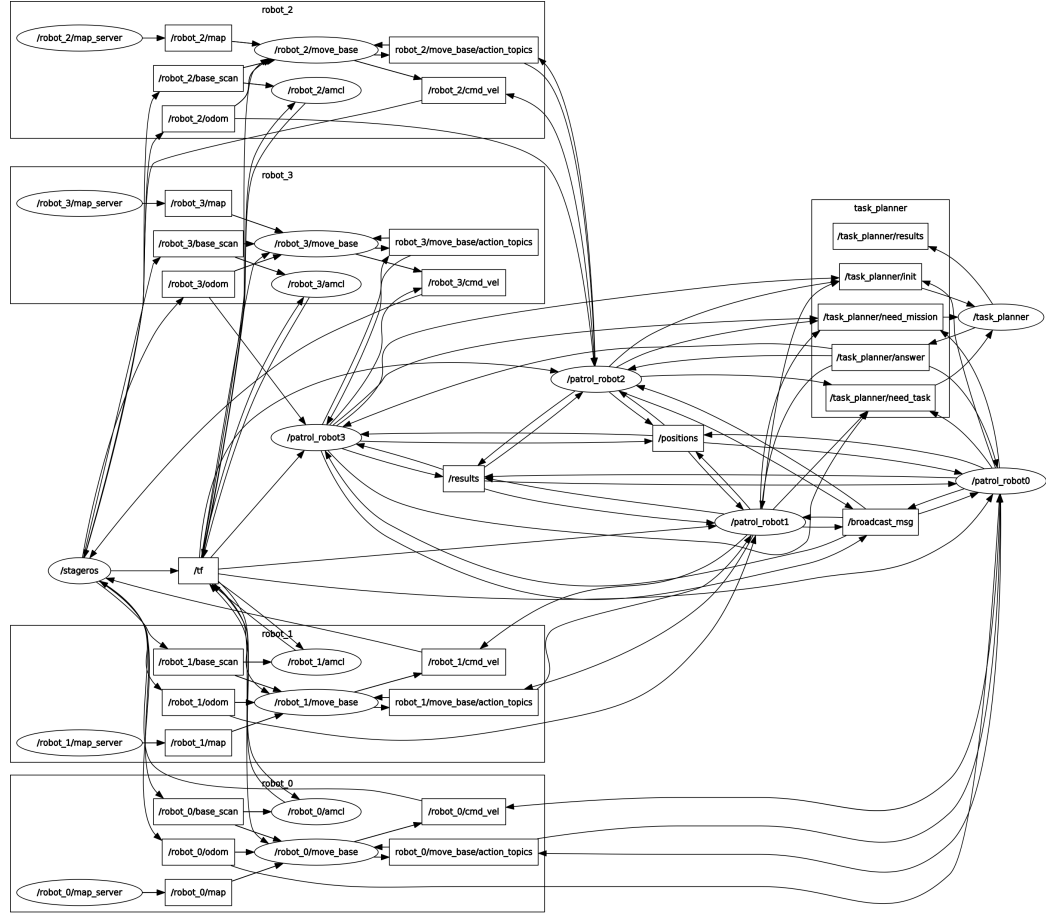 robot_2
/robot_2/map_server
/robot_2/map
/robot_2/move_base
robot_2/move_base/action_topics
/robot_2/base_scan
/robot_2/amcl
/robot_2/cmd_vel
/robot_2/odom
robot_3
/robot_3/map_server
/robot_3/map
/robot_3/base_scan
/robot_3/move_base
robot_3/move_base/action_topics
/robot_3/odom
/robot_3/amcl
/robot_3/cmd_vel
task_planner
/task_planner/results
/task_planner/init
/task_planner/need_mission
/task_planner
/task_planner/answer
/task_planner/need_task
/patrol_robot2
/patrol_robot3
/positions
/results
/patrol_robot0
/patrol_robot1
/broadcast_msg
/stageros
/tf
robot_1
/robot_1/base_scan
/robot_1/amcl
/robot_1/cmd_vel
/robot_1/odom
/robot_1/move_base
robot_1/move_base/action_topics
/robot_1/map_server
/robot_1/map
robot_0
/robot_0/base_scan
/robot_0/amcl
/robot_0/cmd_vel
/robot_0/odom
/robot_0/move_base
robot_0/move_base/action_topics
/robot_0/map_server
/robot_0/map